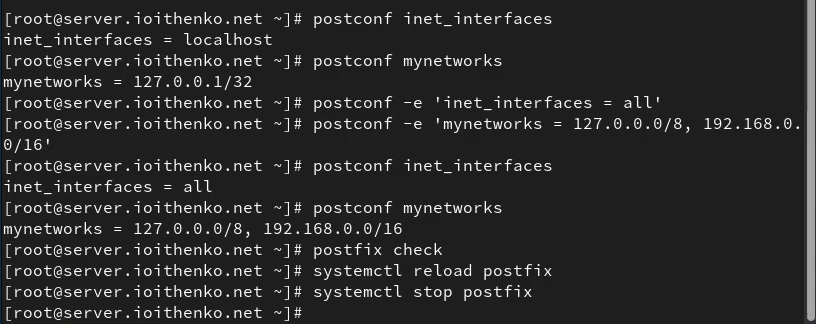 [root@server.ioithenko.net ~]# postconf inet_interfaces
inet_interfaces = localhost
[root@server.ioithenko.net ~]# postconf mynetworks
mynetworks = 127.0.0.1/32
[root@server.ioithenko.net ~]# postconf -e 'inet_interfaces = all'
[root@server.ioithenko.net ~]# postconf -e 'mynetworks = 127.0.0.0/8, 192.168.0.
0/16'
[root@server.ioithenko.net ~]# postconf inet_interfaces
inet_interfaces = all
[root@server.ioithenko.net ~]# postconf mynetworks
mynetworks = 127.0.0.0/8, 192.168.0.0/16
[root@server.ioithenko.net ~]# postfix check
[root@server.ioithenko.net ~]# systemctl reload postfix
[root@server.ioithenko.net ~]# systemctl stop postfix
[root@server.ioithenko.net ~]#